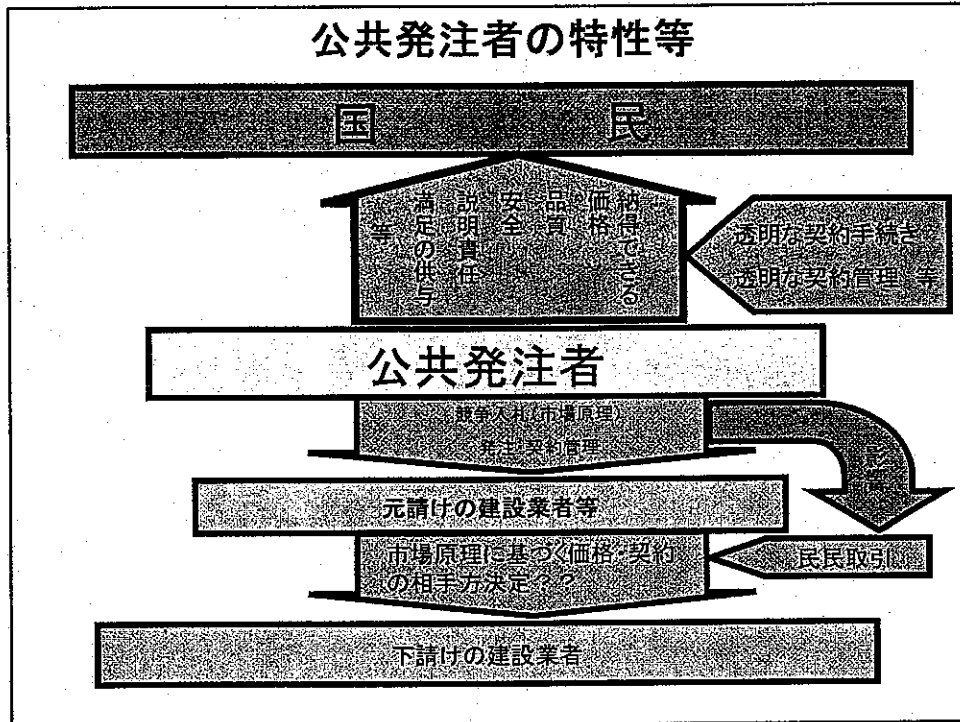 公共発注者の特性等
国民
納得できる
価格
品質
安全
説明責任
満足の供与
等
透明な契約手続き
透明な契約管理 等
公共発注者
競争入札(市場原理)
発注・契約管理
影響
元請けの建設業者等
市場原理に基づく価格・契約
の相手方決定??
民民取引
下請けの建設業者